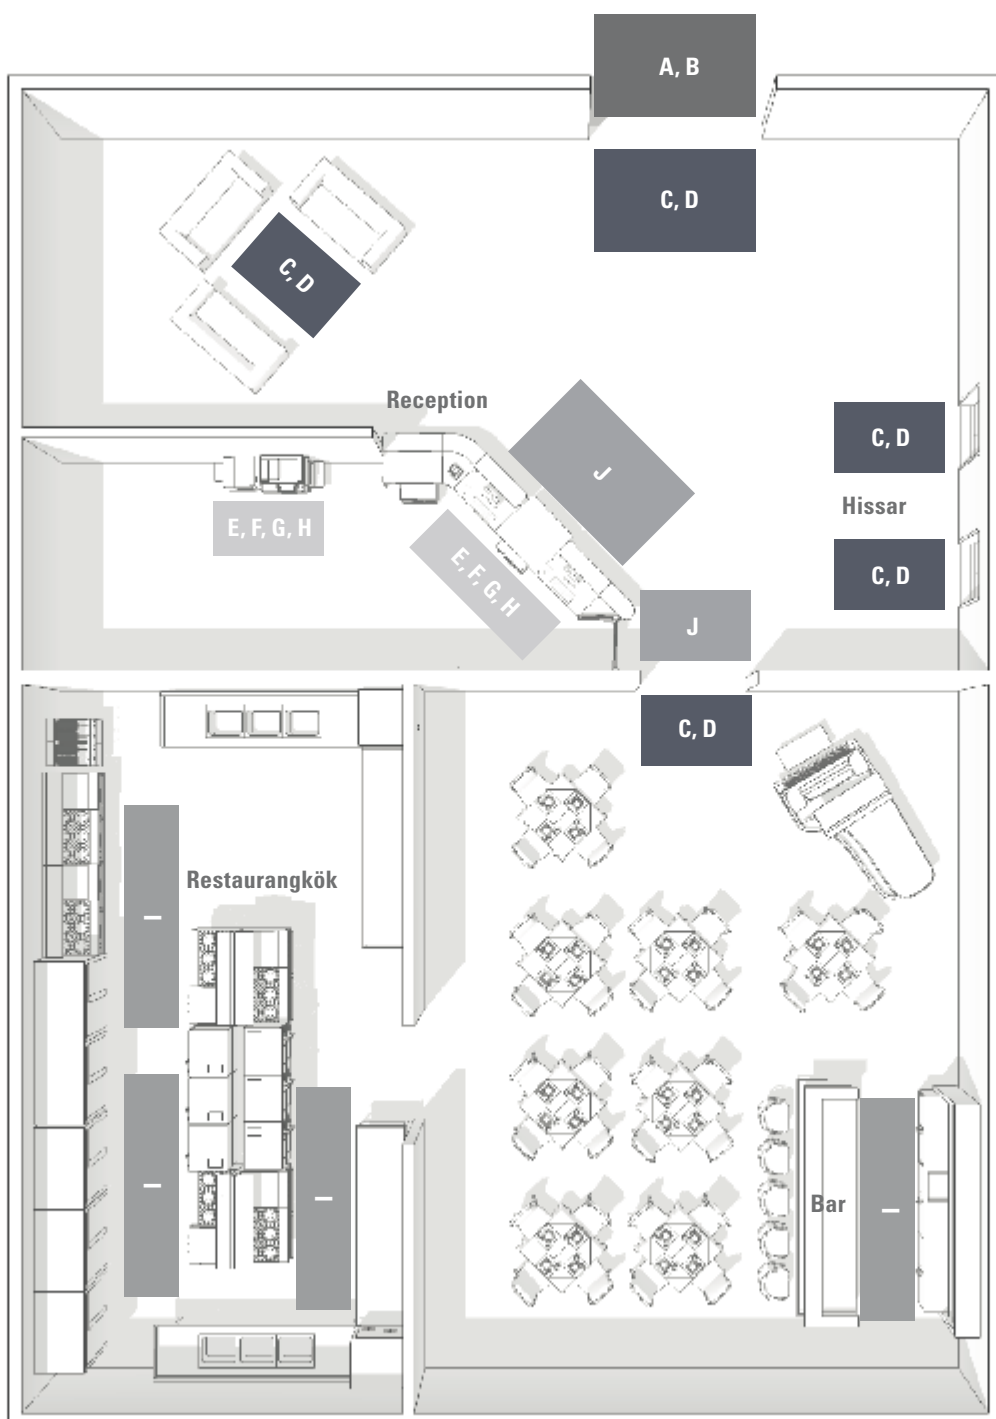 A, B
C, D
C, D
Reception
J
C, D
Hissar
E, F, G, H
E, F, G, H
C, D
J
C, D
Restaurangkök
I
I
I
Bar
I